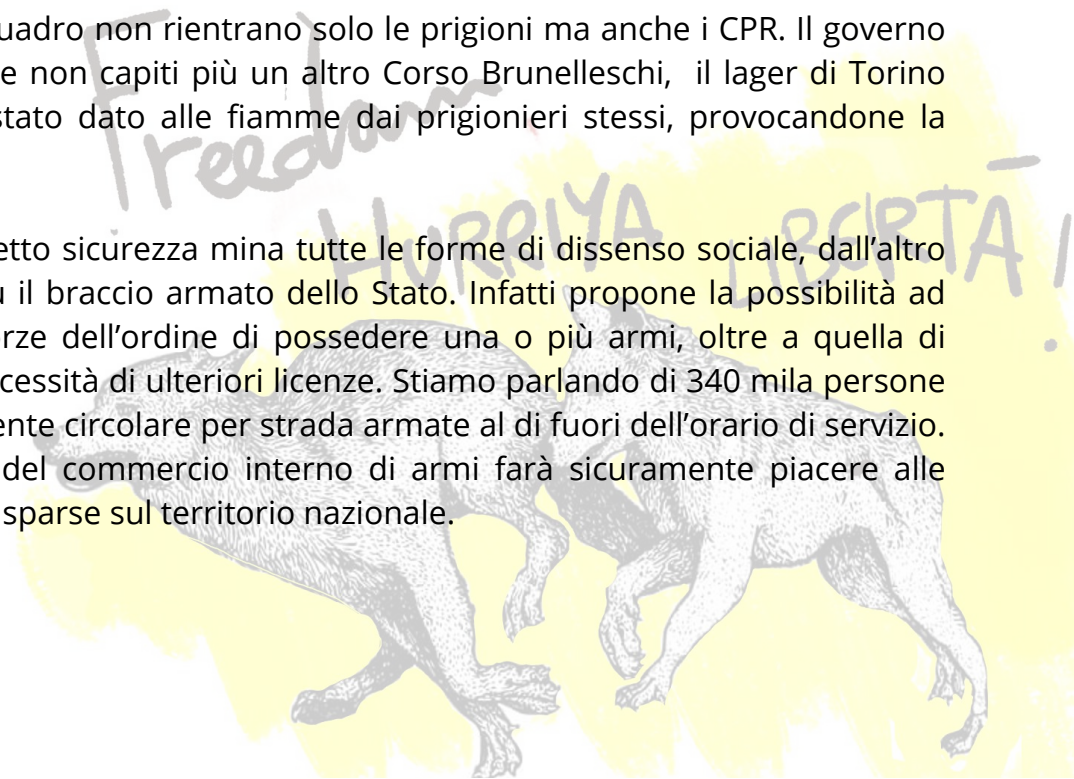 uadro non rientrano solo le prigioni ma anche i CPR. Il governo
e non capiti più un altro Corso Brunelleschi, il lager di Torino
stato dato alle fiamme dai prigionieri stessi, provocandone la
Freedom
HURRIYA LIBERTÀ!
etto sicurezza mina tutte le forme di dissenso sociale, dall'altro
il braccio armato dello Stato. Infatti propone la possibilità ad
rze dell'ordine di possedere una o più armi, oltre a quella di
cessità di ulteriori licenze. Stiamo parlando di 340 mila persone
ente circolare per strada armate al di fuori dell'orario di servizio.
del commercio interno di armi farà sicuramente piacere alle
sparse sul territorio nazionale.